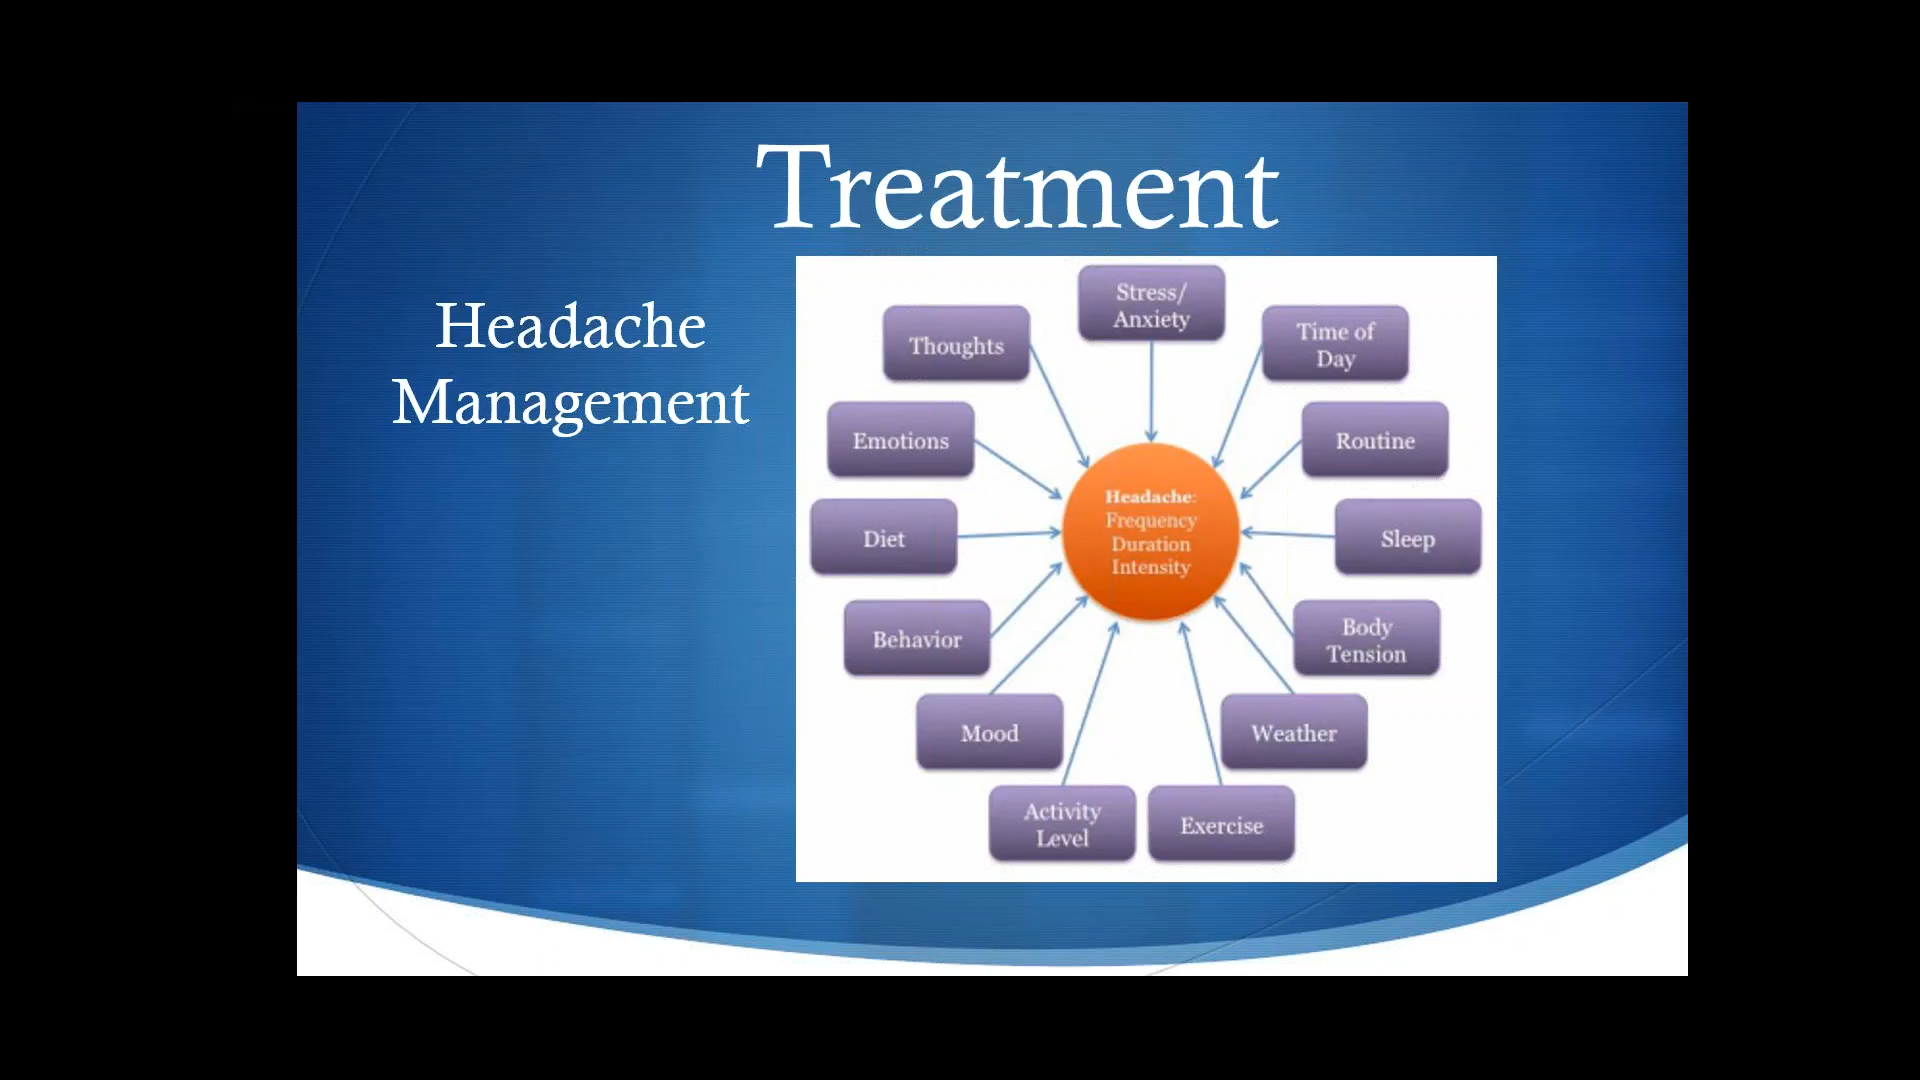 Treatment
Headache
Management
Stress/
Anxiety
Thoughts
Time of
Day
Emotions
Routine
Headache:
Frequency
Duration
Intensity
Diet
Sleep
Behavior
Body
Tension
Mood
Weather
Activity
Level
Exercise